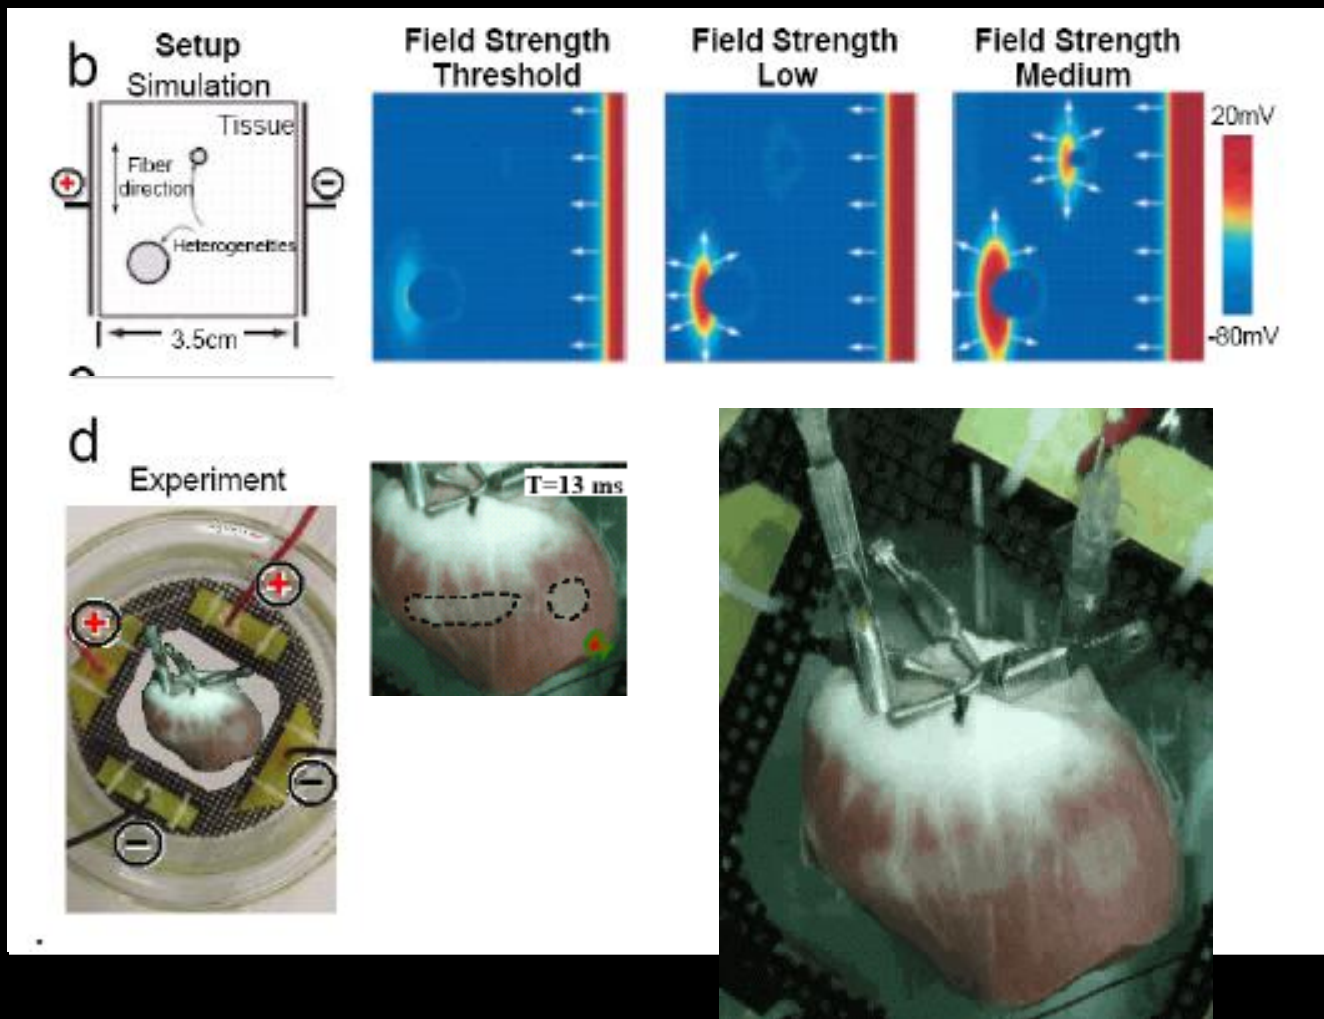 b
Setup
Simulation
Tissue
Fiber
direction
Heterogeneities
+
−
3.5cm
Field Strength
Threshold
Field Strength
Low
Field Strength
Medium
20mV
-80mV
d
Experiment
+
+
−
−
T=13 ms